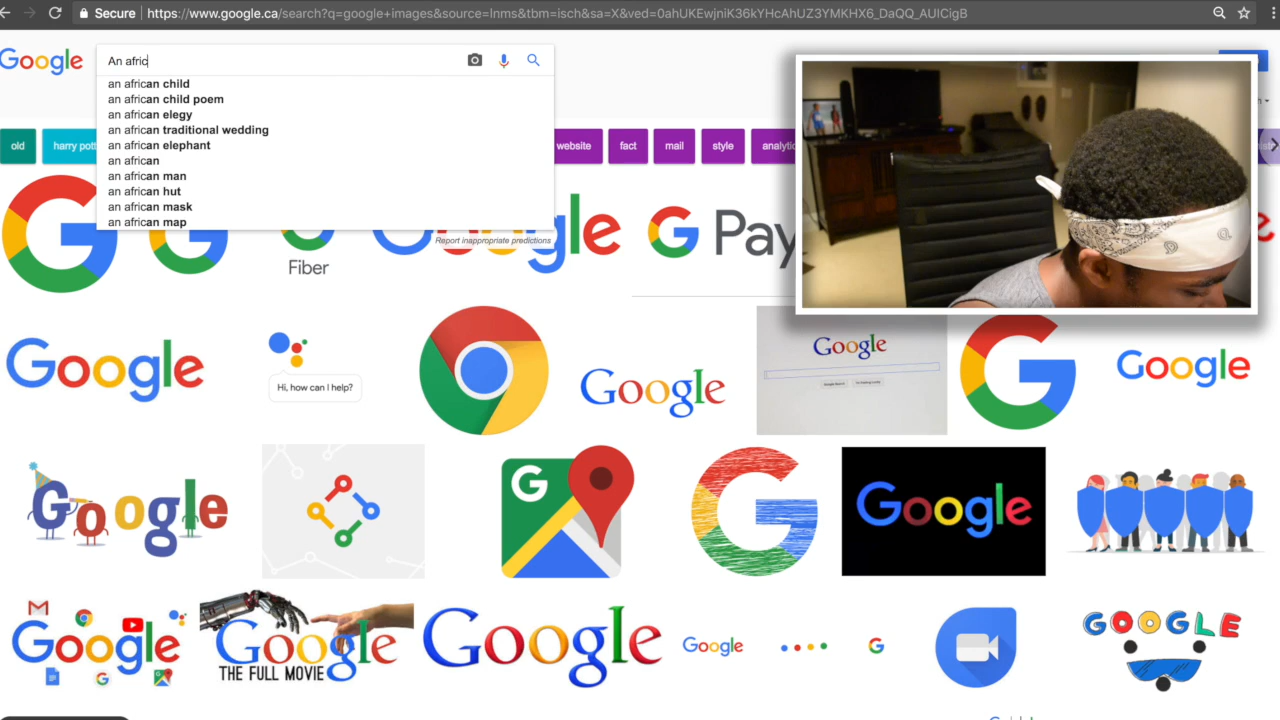 Secure https://www.google.ca/search?q=google+images&source=lnms&tbm=isch&sa=X&ved=0ahUKEwjniK36kYHcAhUZ3YMKHX6_DaQQ_AUICigB
Google An afric
an african child
an african child poem
an african elegy
an african traditional wedding
an african elephant
an african
an african man
an african hut
an african mask
an african map
Report inappropriate predictions
old harry pott website fact mail style analytic
Fiber
G Pay
Google
Hi, how can I help?
Google
Google
Google
Google
Google
Google
THE FULL MOVIE
Google
Google
Google
G
GOOGLE